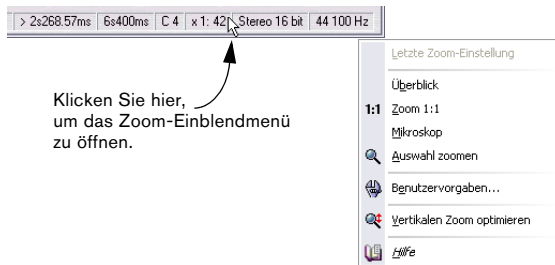 > 2s268.57ms 6s400ms C 4 x 1: 42 Stereo 16 bit 44 100 Hz
Klicken Sie hier,
um das Zoom-Einblendmenü
zu öffnen.
Letzte Zoom-Einstellung
Überblick
1:1 Zoom 1:1
Mikroskop
Auswahl zoomen
Benutzervorgaben...
Vertikalen Zoom optimieren
Hilfe